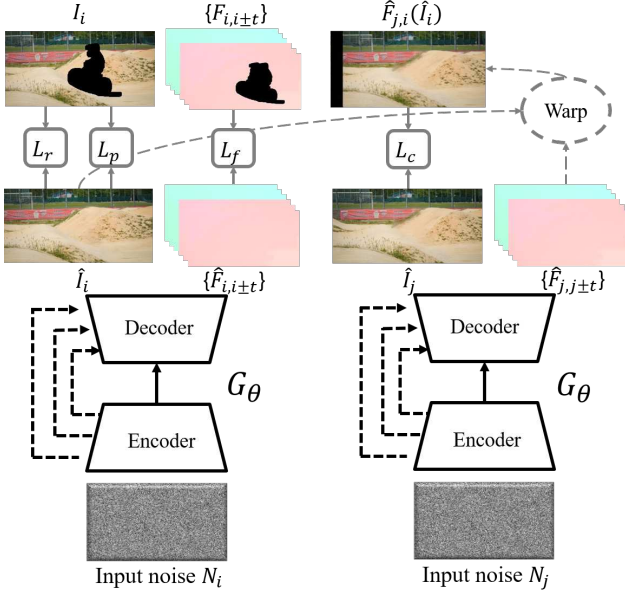 I_i {F_{i,i±t}} F̂_{j,i}(Î_i)
Warp
L_r L_p L_f L_c
Î_i {F̂_{i,i±t}} Î_j {F̂_{j,j±t}}
Decoder Decoder
G_θ G_θ
Encoder Encoder
Input noise N_i Input noise N_j